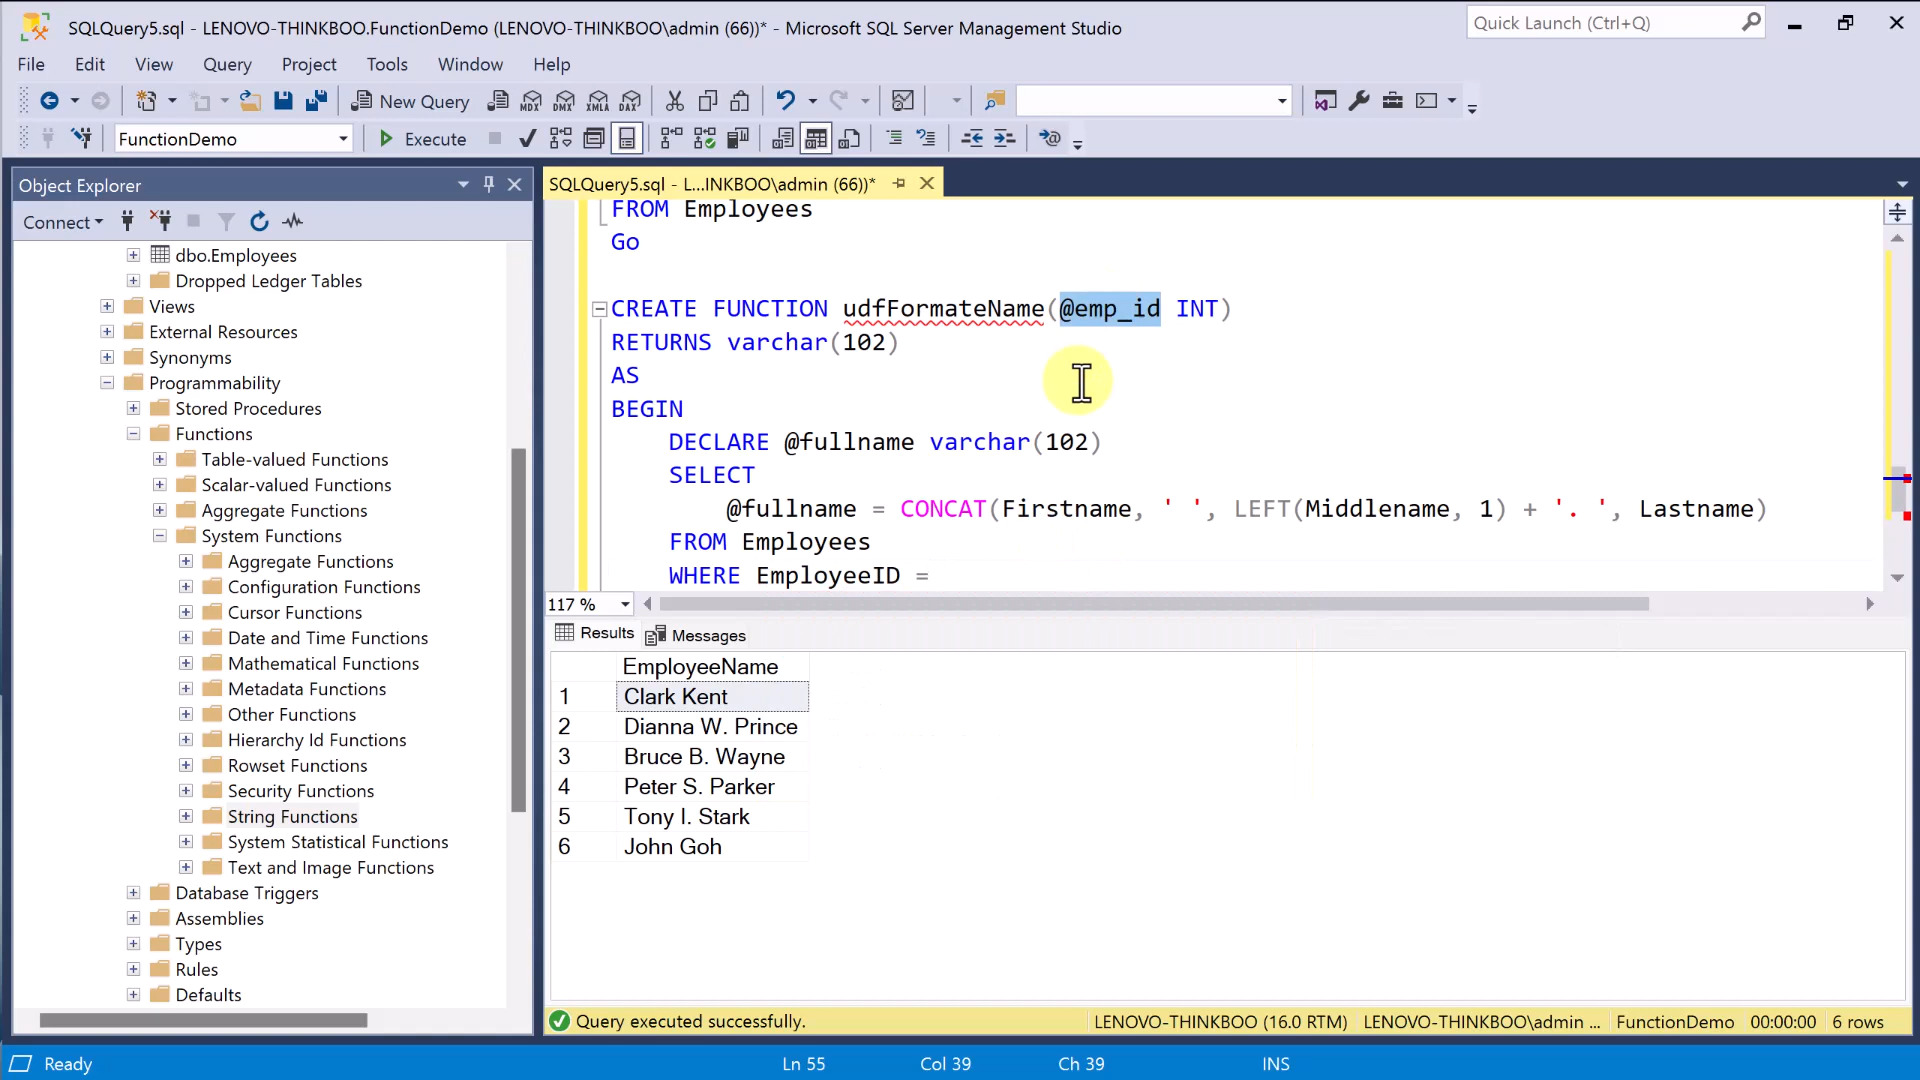 SQLQuery5.sql - LENOVO-THINKBOO.FunctionDemo (LENOVO-THINKBOO\admin (66))* - Microsoft SQL Server Management Studio
Quick Launch (Ctrl+Q)
File Edit View Query Project Tools Window Help
New Query MDX DMX XMLA DAX
FunctionDemo Execute
Object Explorer
Connect
dbo.Employees
Dropped Ledger Tables
Views
External Resources
Synonyms
Programmability
Stored Procedures
Functions
Table-valued Functions
Scalar-valued Functions
Aggregate Functions
System Functions
Aggregate Functions
Configuration Functions
Cursor Functions
Date and Time Functions
Mathematical Functions
Metadata Functions
Other Functions
Hierarchy Id Functions
Rowset Functions
Security Functions
String Functions
System Statistical Functions
Text and Image Functions
Database Triggers
Assemblies
Types
Rules
Defaults
SQLQuery5.sql - L...INKBOO\admin (66))*
FROM Employees
Go
CREATE FUNCTION udfFormateName(@emp_id INT)
RETURNS varchar(102)
AS
BEGIN
DECLARE @fullname varchar(102)
SELECT
@fullname = CONCAT(Firstname, ' ', LEFT(Middlename, 1) + '. ', Lastname)
FROM Employees
WHERE EmployeeID =
117 %
Results Messages
EmployeeName
1 Clark Kent
2 Dianna W. Prince
3 Bruce B. Wayne
4 Peter S. Parker
5 Tony I. Stark
6 John Goh
Query executed successfully. LENOVO-THINKBOO (16.0 RTM) LENOVO-THINKBOO\admin ... FunctionDemo 00:00:00 6 rows
Ready Ln 55 Col 39 Ch 39 INS